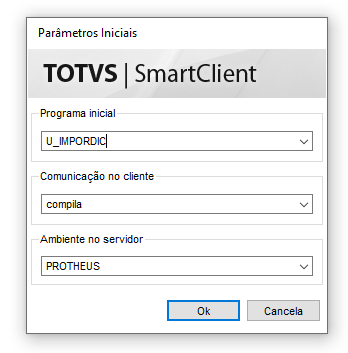 Parâmetros Iniciais
TOTVS | SmartClient
Programa inicial
U_IMPORDIC
Comunicação no cliente
compila
Ambiente no servidor
PROTHEUS
Ok Cancela